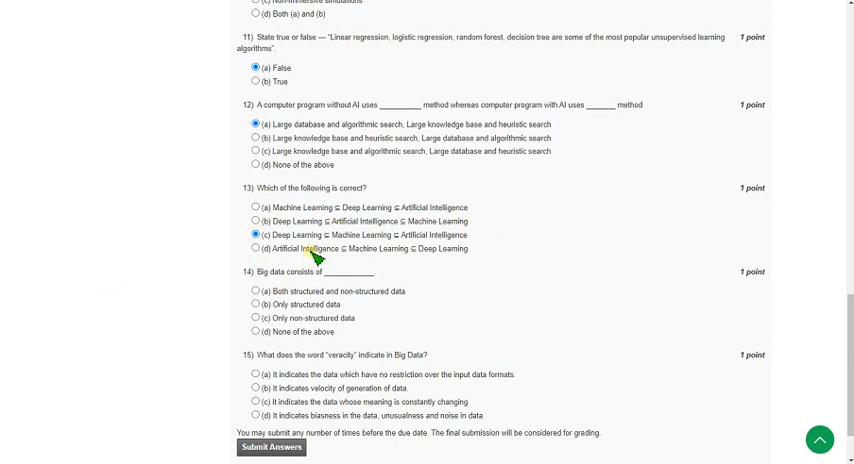 (c) Non-immersive simulations
(d) Both (a) and (b)
11) State true or false — "Linear regression, logistic regression, random forest, decision tree are some of the most popular unsupervised learning 1 point
algorithms".
(a) False
(b) True
12) A computer program without AI uses __________ method whereas computer program with AI uses _______ method 1 point
(a) Large database and algorithmic search, Large knowledge base and heuristic search
(b) Large knowledge base and heuristic search, Large database and algorithmic search
(c) Large knowledge base and algorithmic search, Large database and heuristic search
(d) None of the above
13) Which of the following is correct? 1 point
(a) Machine Learning ⊆ Deep Learning ⊆ Artificial Intelligence
(b) Deep Learning ⊆ Artificial Intelligence ⊆ Machine Learning
(c) Deep Learning ⊆ Machine Learning ⊆ Artificial Intelligence
(d) Artificial Intelligence ⊆ Machine Learning ⊆ Deep Learning
14) Big data consists of ____________. 1 point
(a) Both structured and non-structured data
(b) Only structured data
(c) Only non-structured data
(d) None of the above
15) What does the word "veracity" indicate in Big Data? 1 point
(a) It indicates the data which have no restriction over the input data formats.
(b) It indicates velocity of generation of data.
(c) It indicates the data whose meaning is constantly changing.
(d) It indicates biasness in the data, unusualness and noise in data.
You may submit any number of times before the due date. The final submission will be considered for grading.
Submit Answers